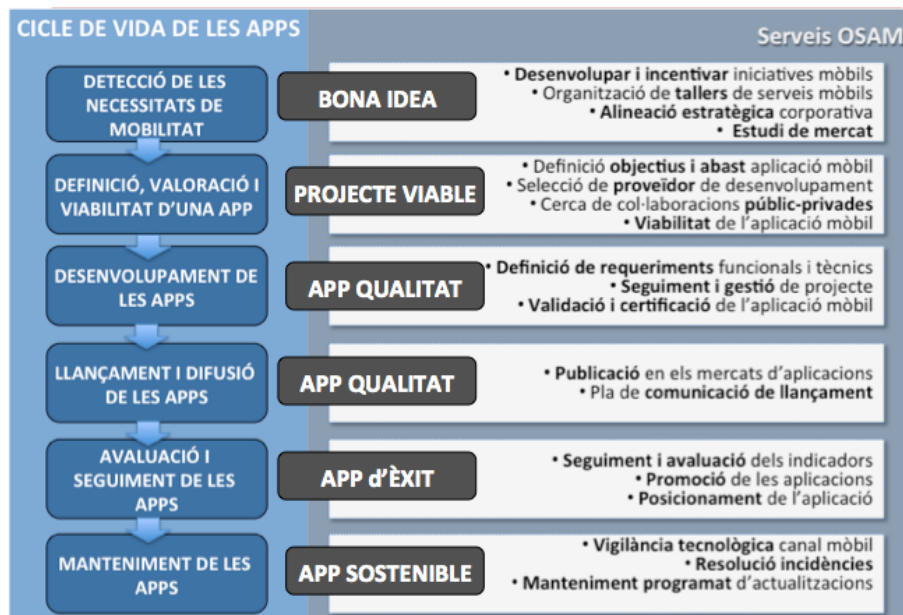 CICLE DE VIDA DE LES APPS
Serveis OSAM
DETECCIÓ DE LES
NECESSITATS DE
MOBILITAT
BONA IDEA
• Desenvolupar i incentivar iniciatives mòbils
• Organització de tallers de serveis mòbils
• Alineació estratègica corporativa
• Estudi de mercat
DEFINICIÓ, VALORACIÓ I
VIABILITAT D'UNA APP
PROJECTE VIABLE
• Definició objectius i abast aplicació mòbil
• Selecció de proveïdor de desenvolupament
• Cerca de col·laboracions públic-privades
• Viabilitat de l'aplicació mòbil
DESENVOLUPAMENT DE
LES APPS
APP QUALITAT
• Definició de requeriments funcionals i tècnics
• Seguiment i gestió de projecte
• Validació i certificació de l'aplicació mòbil
LLANÇAMENT I DIFUSIÓ
DE LES APPS
APP QUALITAT
• Publicació en els mercats d'aplicacions
• Pla de comunicació de llançament
AVALUACIÓ I
SEGUIMENT DE LES
APPS
APP d'ÈXIT
• Seguiment i avaluació dels indicadors
• Promoció de les aplicacions
• Posicionament de l'aplicació
MANTENIMENT DE LES
APPS
APP SOSTENIBLE
• Vigilància tecnològica canal mòbil
• Resolució incidències
• Manteniment programat d'actualitzacions